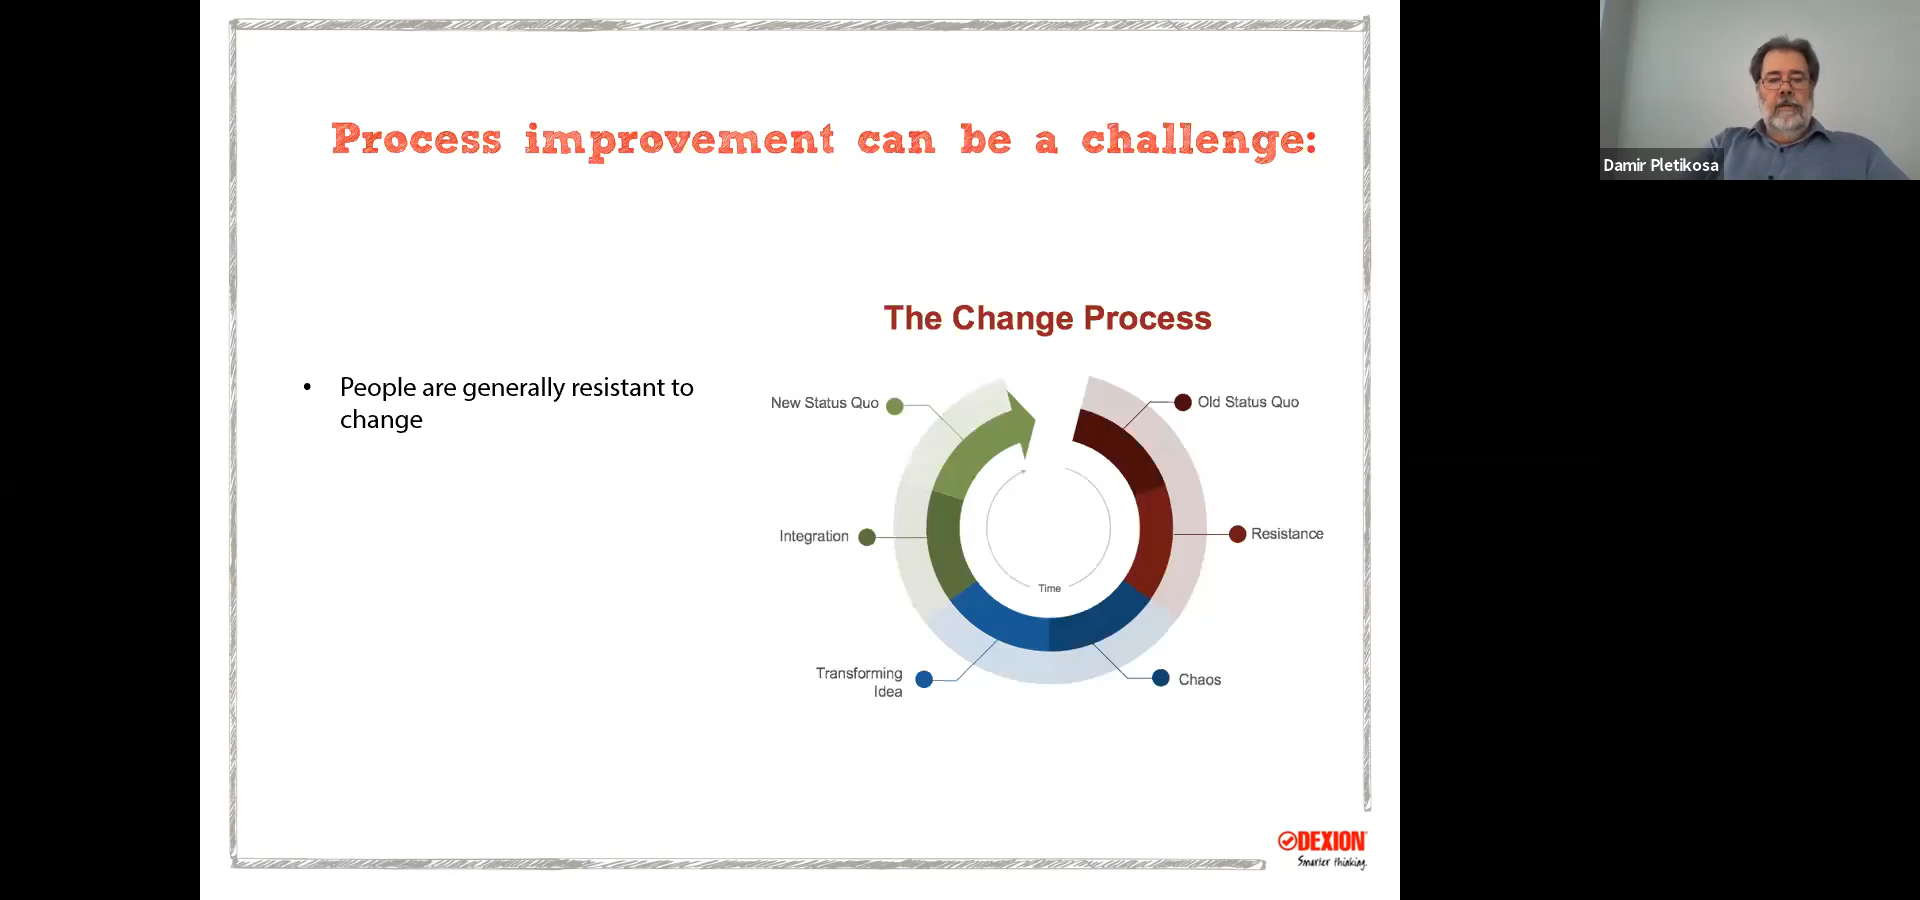 Process improvement can be a challenge:
Damir Pletikosa
The Change Process
• People are generally resistant to
change
New Status Quo
Old Status Quo
Integration
Resistance
Time
Transforming
Idea
Chaos
DEXION
Smarter thinking.